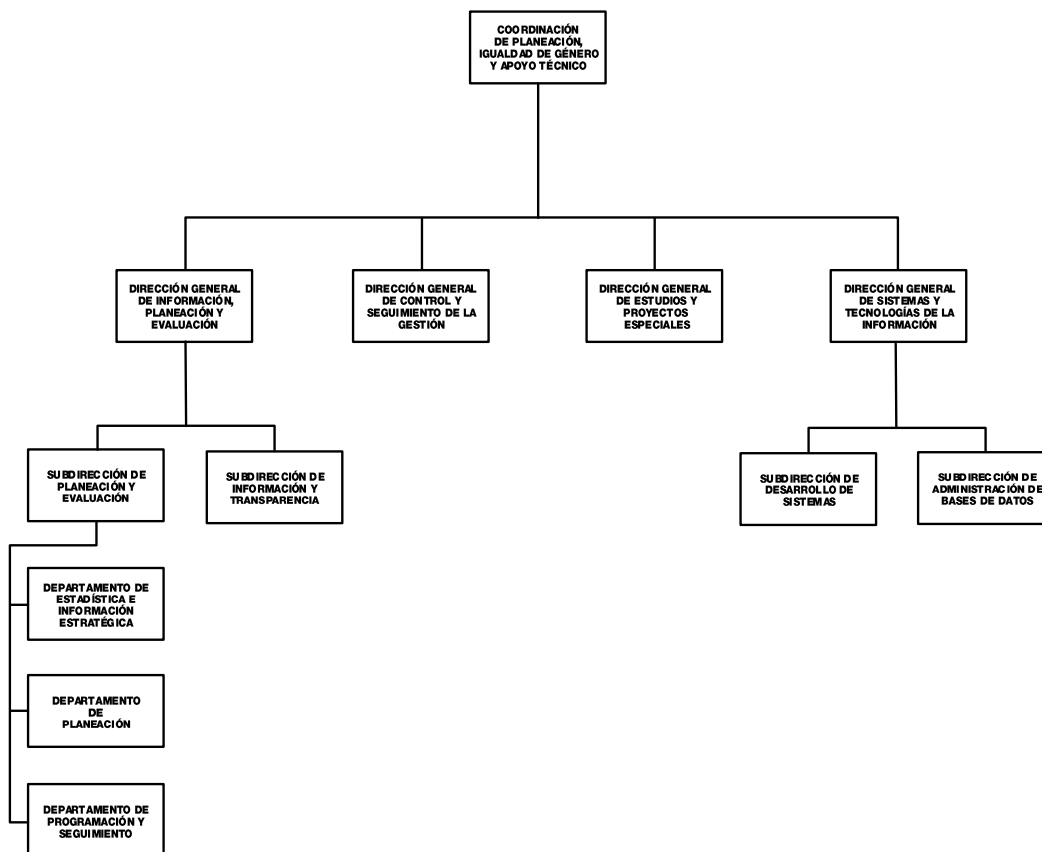 COORDINACIÓN
DE PLANEACIÓN,
IGUALDAD DE GÉNERO
Y APOYO TÉCNICO
DIRECCIÓN GENERAL
DE INFORMACIÓN,
PLANEACIÓN Y
EVALUACIÓN
DIRECCIÓN GENERAL
DE CONTROL Y
SEGUIMIENTO DE LA
GESTIÓN
DIRECCIÓN GENERAL
DE ESTUDIOS Y
PROYECTOS
ESPECIALES
DIRECCIÓN GENERAL
DE SISTEMAS Y
TECNOLOGÍAS DE LA
INFORMACIÓN
SUBDIRECCIÓN DE
PLANEACIÓN Y
EVALUACIÓN
SUBDIRECCIÓN DE
INFORMACIÓN Y
TRANSPARENCIA
SUBDIRECCIÓN DE
DESARROLLO DE
SISTEMAS
SUBDIRECCIÓN DE
ADMINISTRACIÓN DE
BASES DE DATOS
DEPARTAMENTO DE
ESTADÍSTICA E
INFORMACIÓN
ESTRATÉGICA
DEPARTAMENTO
DE
PLANEACIÓN
DEPARTAMENTO DE
PROGRAMACIÓN Y
SEGUIMIENTO